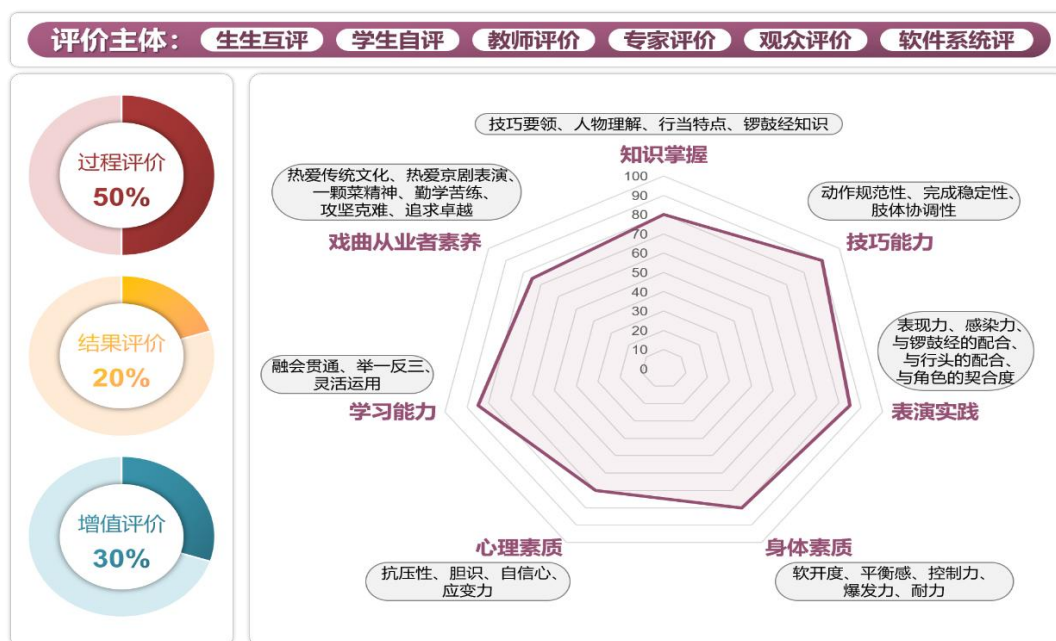 评价主体： 生生互评 学生自评 教师评价 专家评价 观众评价 软件系统评
过程评价
50%
结果评价
20%
增值评价
30%
技巧要领、人物理解、行当特点、锣鼓经知识
知识掌握
热爱传统文化、热爱京剧表演、
一颗菜精神、勤学苦练、
攻坚克难、追求卓越
戏曲从业者素养
动作规范性、完成稳定性、
肢体协调性
技巧能力
100
90
80
70
60
50
40
30
20
10
0
表现力、感染力、
与锣鼓经的配合、
与行头的配合、
与角色的契合度
表演实践
融会贯通、举一反三、
灵活运用
学习能力
心理素质
抗压性、胆识、自信心、
应变力
身体素质
软开度、平衡感、控制力、
爆发力、耐力